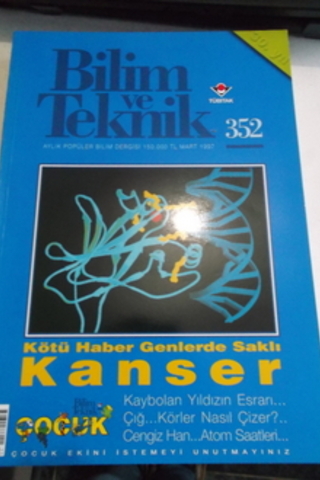 Bilim
ve
Teknik
TÜBİTAK
352
AYLIK POPÜLER BİLİM DERGİSİ 150.000 TL MART 1997
Kötü Haber Genlerde Saklı
Kanser
Kaybolan Yıldızın Esrarı...
Çığ...Körler Nasıl Çizer?..
Cengiz Han...Atom Saatleri...
ÇOCUK
ÇOCUK EKİNİ İSTEMEYİ UNUTMAYINIZ